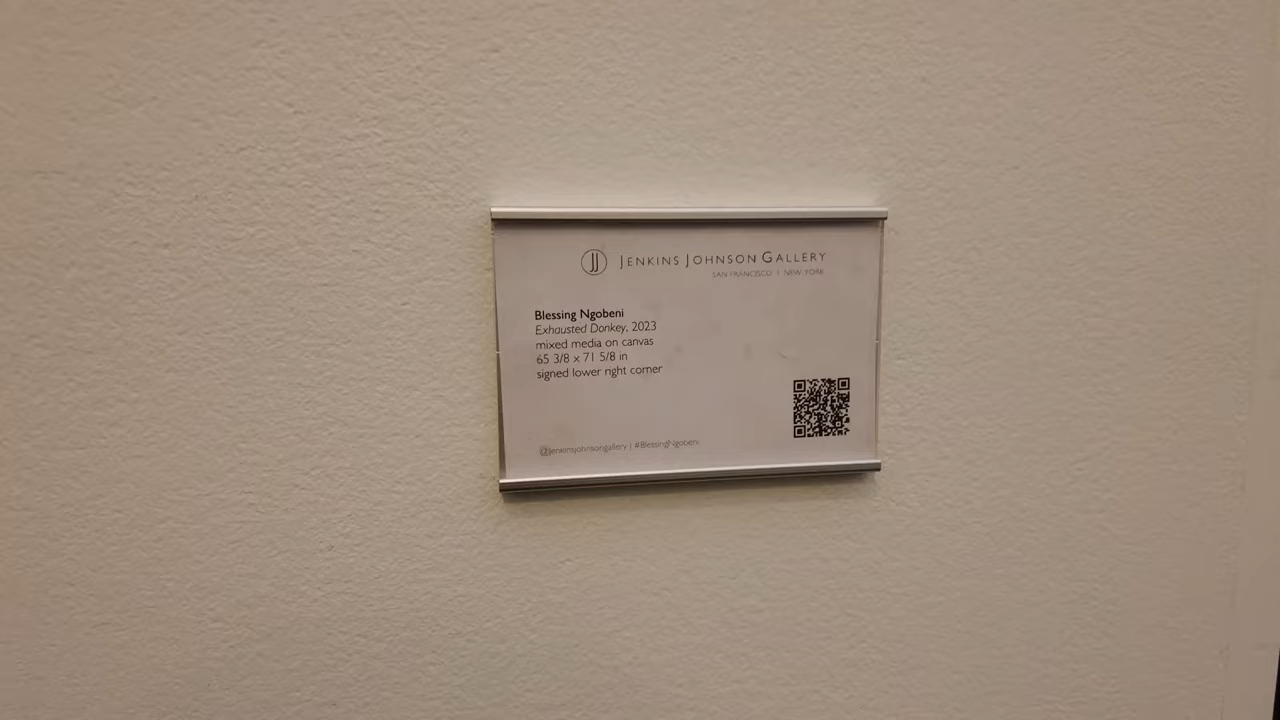 JJ JENKINS JOHNSON GALLERY
SAN FRANCISCO | NEW YORK
Blessing Ngobeni
Exhausted Donkey, 2023
mixed media on canvas
65 3/8 x 71 5/8 in
signed lower right corner
@jenkinsjohnsongallery | #BlessingNgobeni